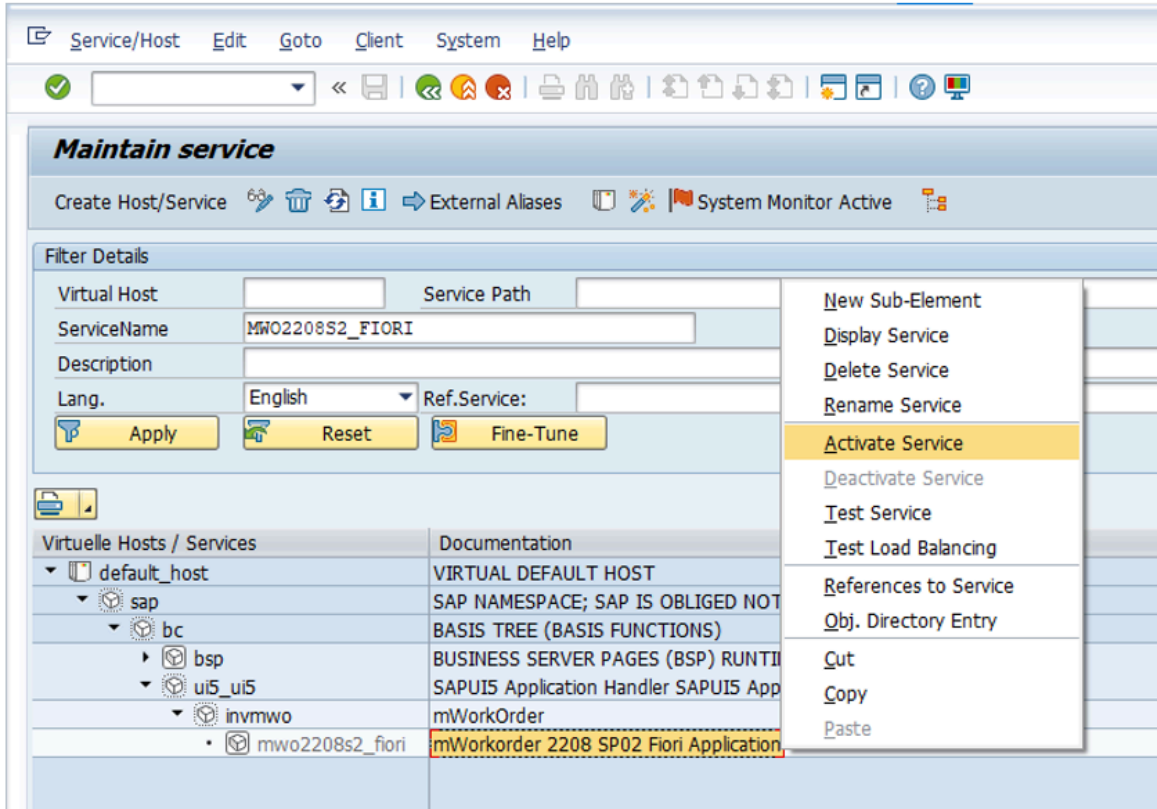 Service/Host Edit Goto Client System Help
Maintain service
Create Host/Service External Aliases System Monitor Active
Filter Details
Virtual Host Service Path
ServiceName MWO2208S2_FIORI
Description
Lang. English Ref.Service:
Apply Reset Fine-Tune
New Sub-Element
Display Service
Delete Service
Rename Service
Activate Service
Deactivate Service
Test Service
Test Load Balancing
References to Service
Obj. Directory Entry
Cut
Copy
Paste
Virtuelle Hosts / Services Documentation
default_host VIRTUAL DEFAULT HOST
sap SAP NAMESPACE; SAP IS OBLIGED NOT
bc BASIS TREE (BASIS FUNCTIONS)
bsp BUSINESS SERVER PAGES (BSP) RUNTI
ui5_ui5 SAPUI5 Application Handler SAPUI5 App
invmwo mWorkOrder
mwo2208s2_fiori mWorkorder 2208 SP02 Fiori Application